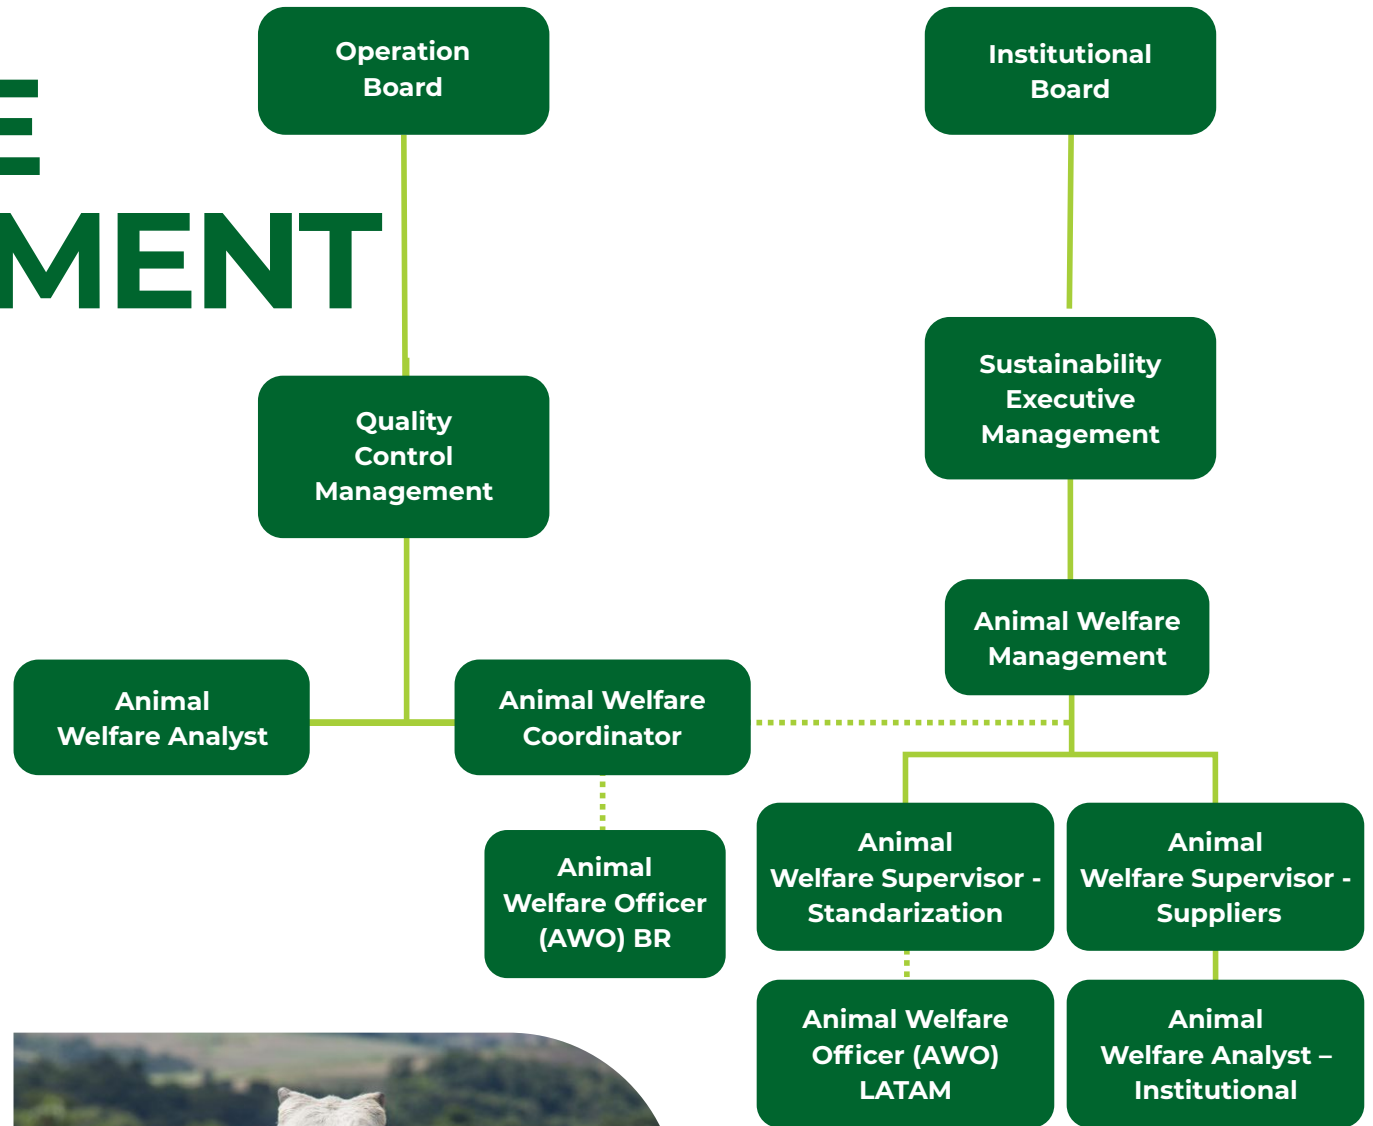 E
MENT
Operation
Board
Institutional
Board
Quality
Control
Management
Sustainability
Executive
Management
Animal Welfare
Management
Animal
Welfare Analyst
Animal Welfare
Coordinator
Animal
Welfare Officer
(AWO) BR
Animal
Welfare Supervisor -
Standarization
Animal
Welfare Supervisor -
Suppliers
Animal Welfare
Officer (AWO)
LATAM
Animal
Welfare Analyst –
Institutional